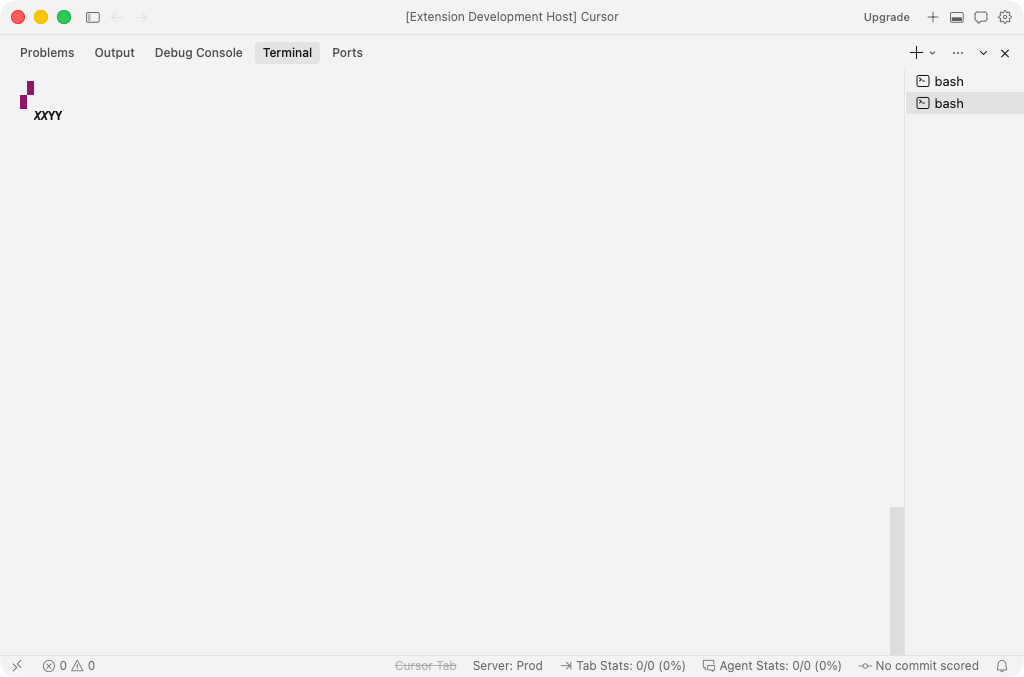 [Extension Development Host] Cursor
Upgrade
Problems Output Debug Console Terminal Ports
bash
bash
XXYY
0 0 Cursor Tab Server: Prod Tab Stats: 0/0 (0%) Agent Stats: 0/0 (0%) No commit scored